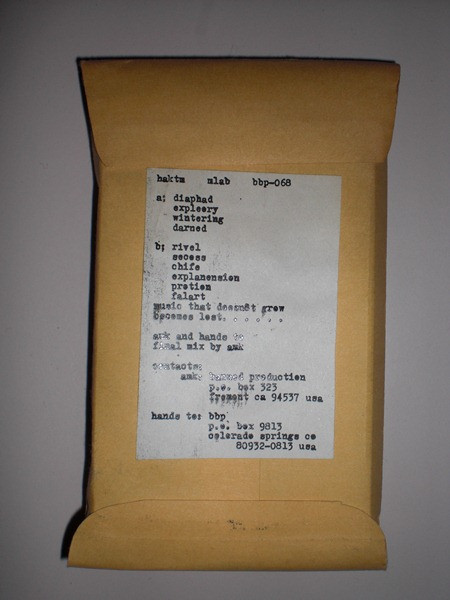 haktm mlab bbp-068
a; diaphad
expleery
wintering
darned
b; rivel
secess
chife
explanension
protien
falart
music that doesn't grow
becomes lost. . . . . .
amk and hands to
final mix by amk
contacts;
amk; banned production
p.o. box 323
fremont ca 94537 usa
hands to; bbp
p.o. box 9813
colorado springs co
80932-0813 usa